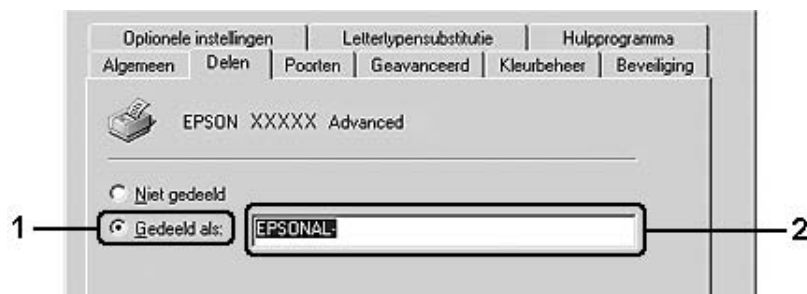 Optionele instellingen Lettertypensubstitutie Hulpprogramma
Algemeen Delen Poorten Geavanceerd Kleurbeheer Beveiliging
EPSON XXXXX Advanced
Niet gedeeld
1 Gedeeld als: EPSONAL- 2